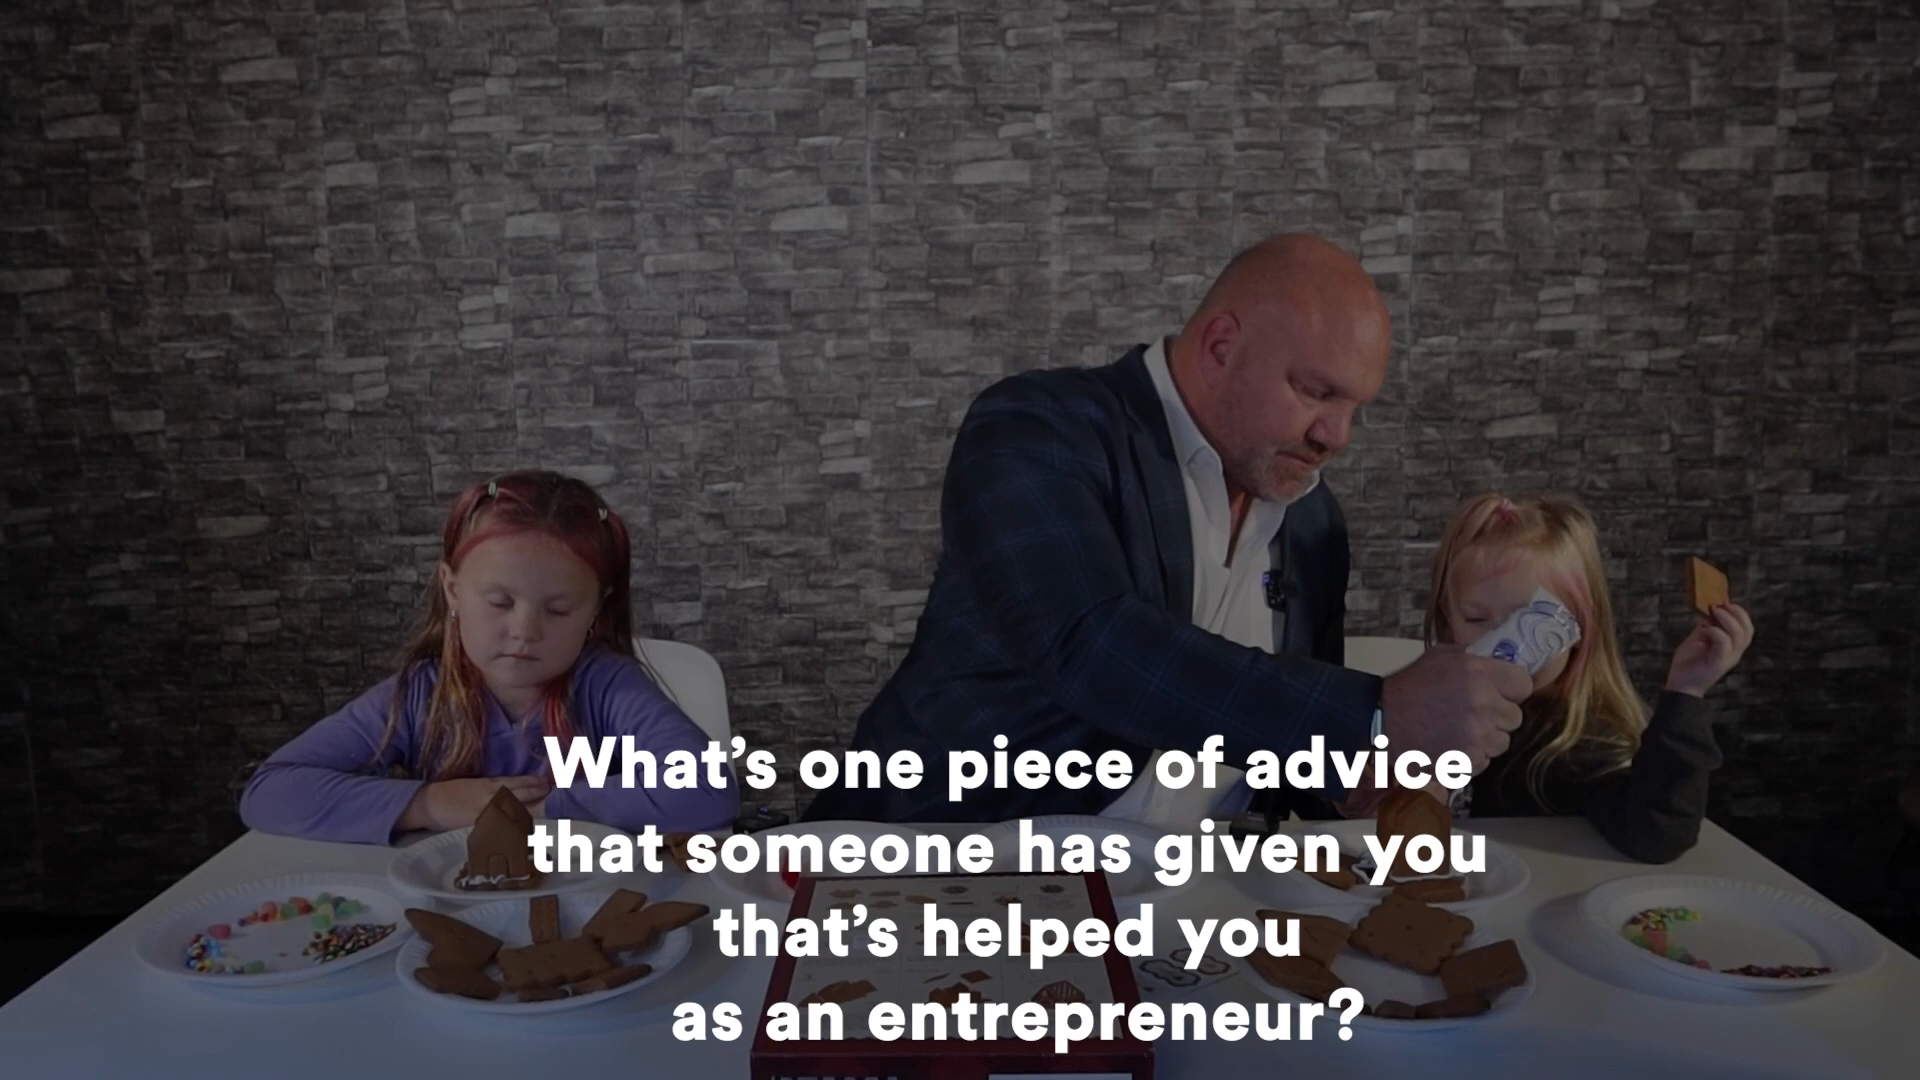 What’s one piece of advice
that someone has given you
that’s helped you
as an entrepreneur?